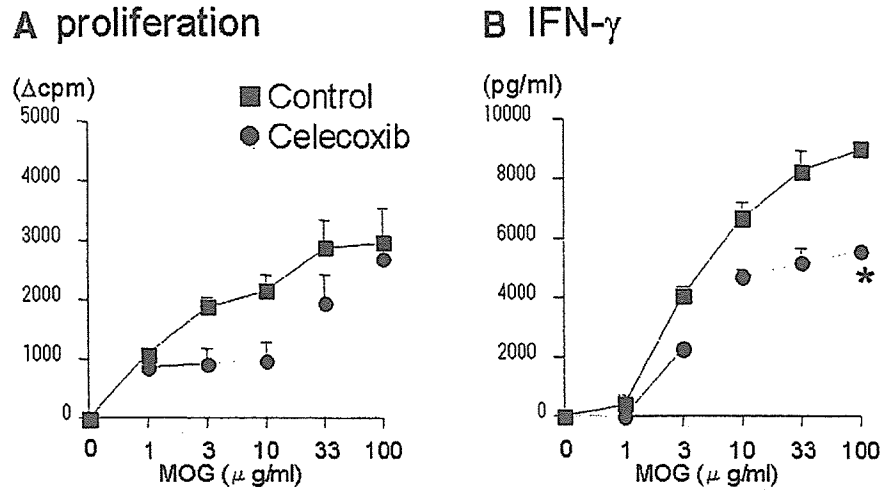 A proliferation
(Δcpm)
5000
4000
3000
2000
1000
0
0 1 3 10 33 100
MOG (μ g/ml)
■ Control
● Celecoxib
B IFN-γ
(pg/ml)
10000
8000
6000
4000
2000
0
*
0 1 3 10 33 100
MOG (μ g/ml)